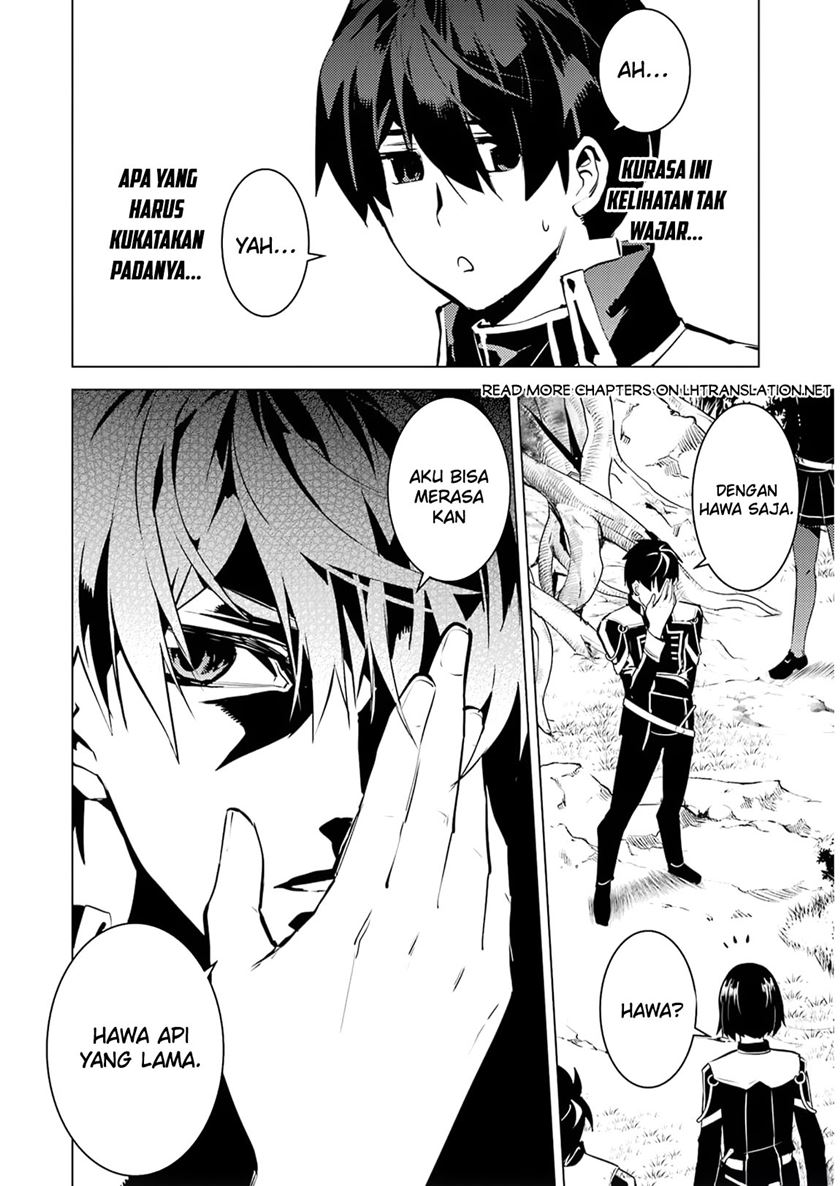 AH...
KURASA INI
KELIHATAN TAK
WAJAR...
YAH...
APA YANG
HARUS
KUKATAKAN
PADANYA...
READ MORE CHAPTERS ON LHTRANSLATION.NET
DENGAN
HAWA SAJA.
HAWA?
AKU BISA
MERASA
KAN
HAWA API
YANG LAMA.